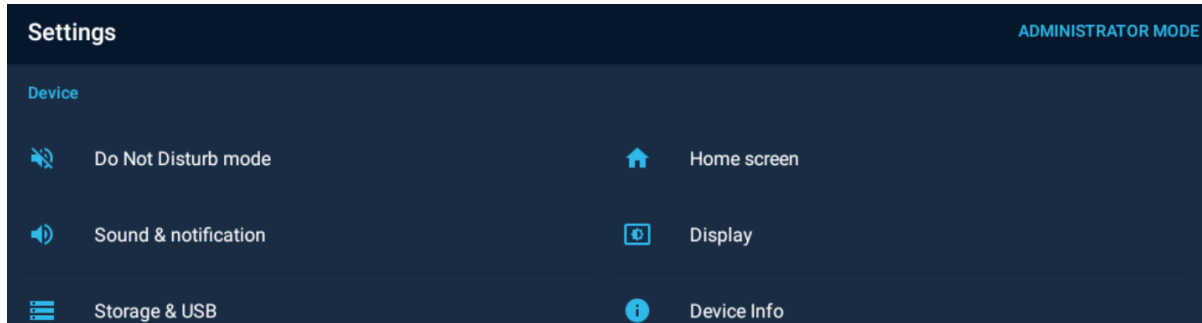 Settings
ADMINISTRATOR MODE
Device
Do Not Disturb mode
Home screen
Sound & notification
Display
Storage & USB
Device Info